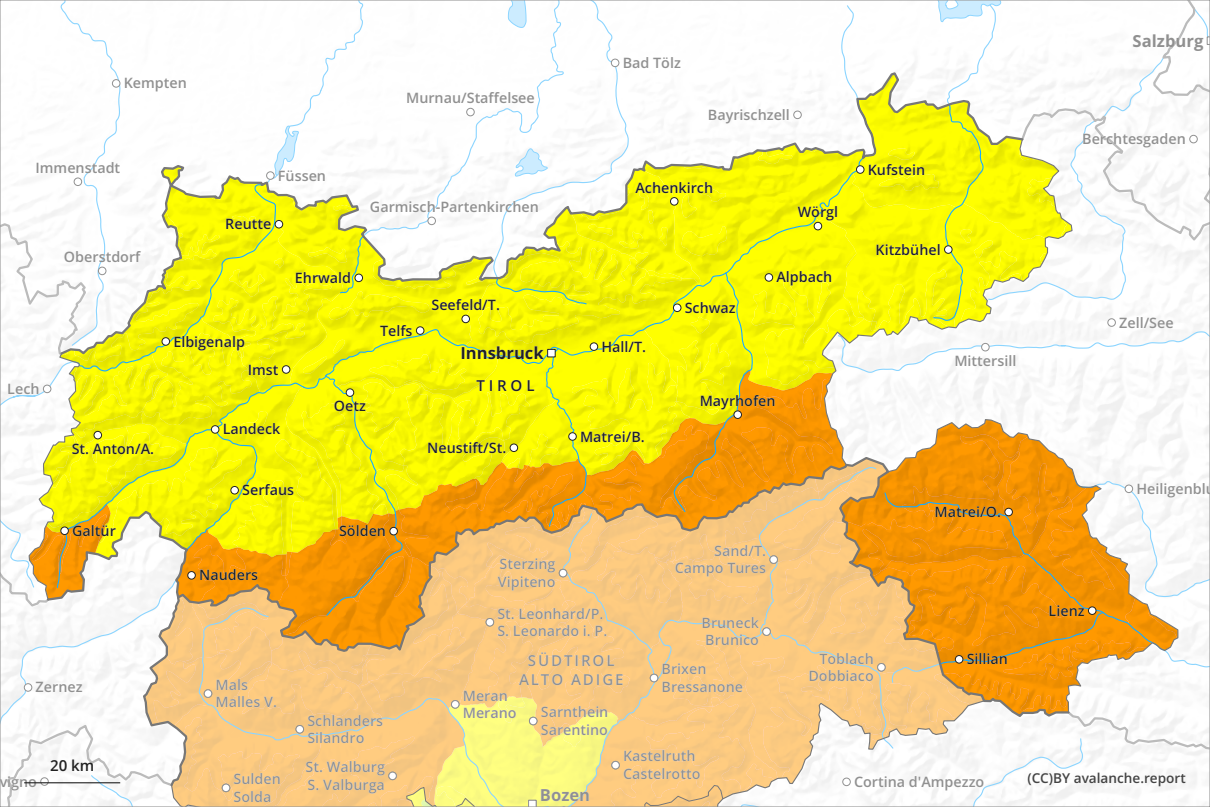 Salzburg
Bad Tölz
Kempten
Murnau/Staffelsee
Bayrischzell
Berchtesgaden
Immenstadt
Füssen
Kufstein
Achenkirch
Garmisch-Partenkirchen
Wörgl
Reutte
Kitzbühel
Oberstdorf
Ehrwald
Alpbach
Seefeld/T.
Schwaz
Telfs
Zell/See
Elbigenalp
Innsbruck
Hall/T.
Mittersill
Imst
TIROL
Lech
Oetz
Mayrhofen
Landeck
Matrei/B.
St. Anton/A.
Neustift/St.
Serfaus
Heiligenblu
Matrei/O.
Galtür
Sölden
Sand/T.
Campo Tures
Sterzing
Vipiteno
Nauders
St. Leonhard/P.
S. Leonardo i. P.
Lienz
Bruneck
Brunico
Sillian
Toblach
Dobbiaco
SÜDTIROL
ALTO ADIGE
Brixen
Bressanone
Zernez
Mals
Malles V.
Meran
Merano
Sarnthein
Sarentino
Schlanders
Silandro
Kastelruth
Castelrotto
20 km
St. Walburg
S. Valburga
vigno
Sulden
Solda
Cortina d'Ampezzo
(CC)BY avalanche.report
Bozen